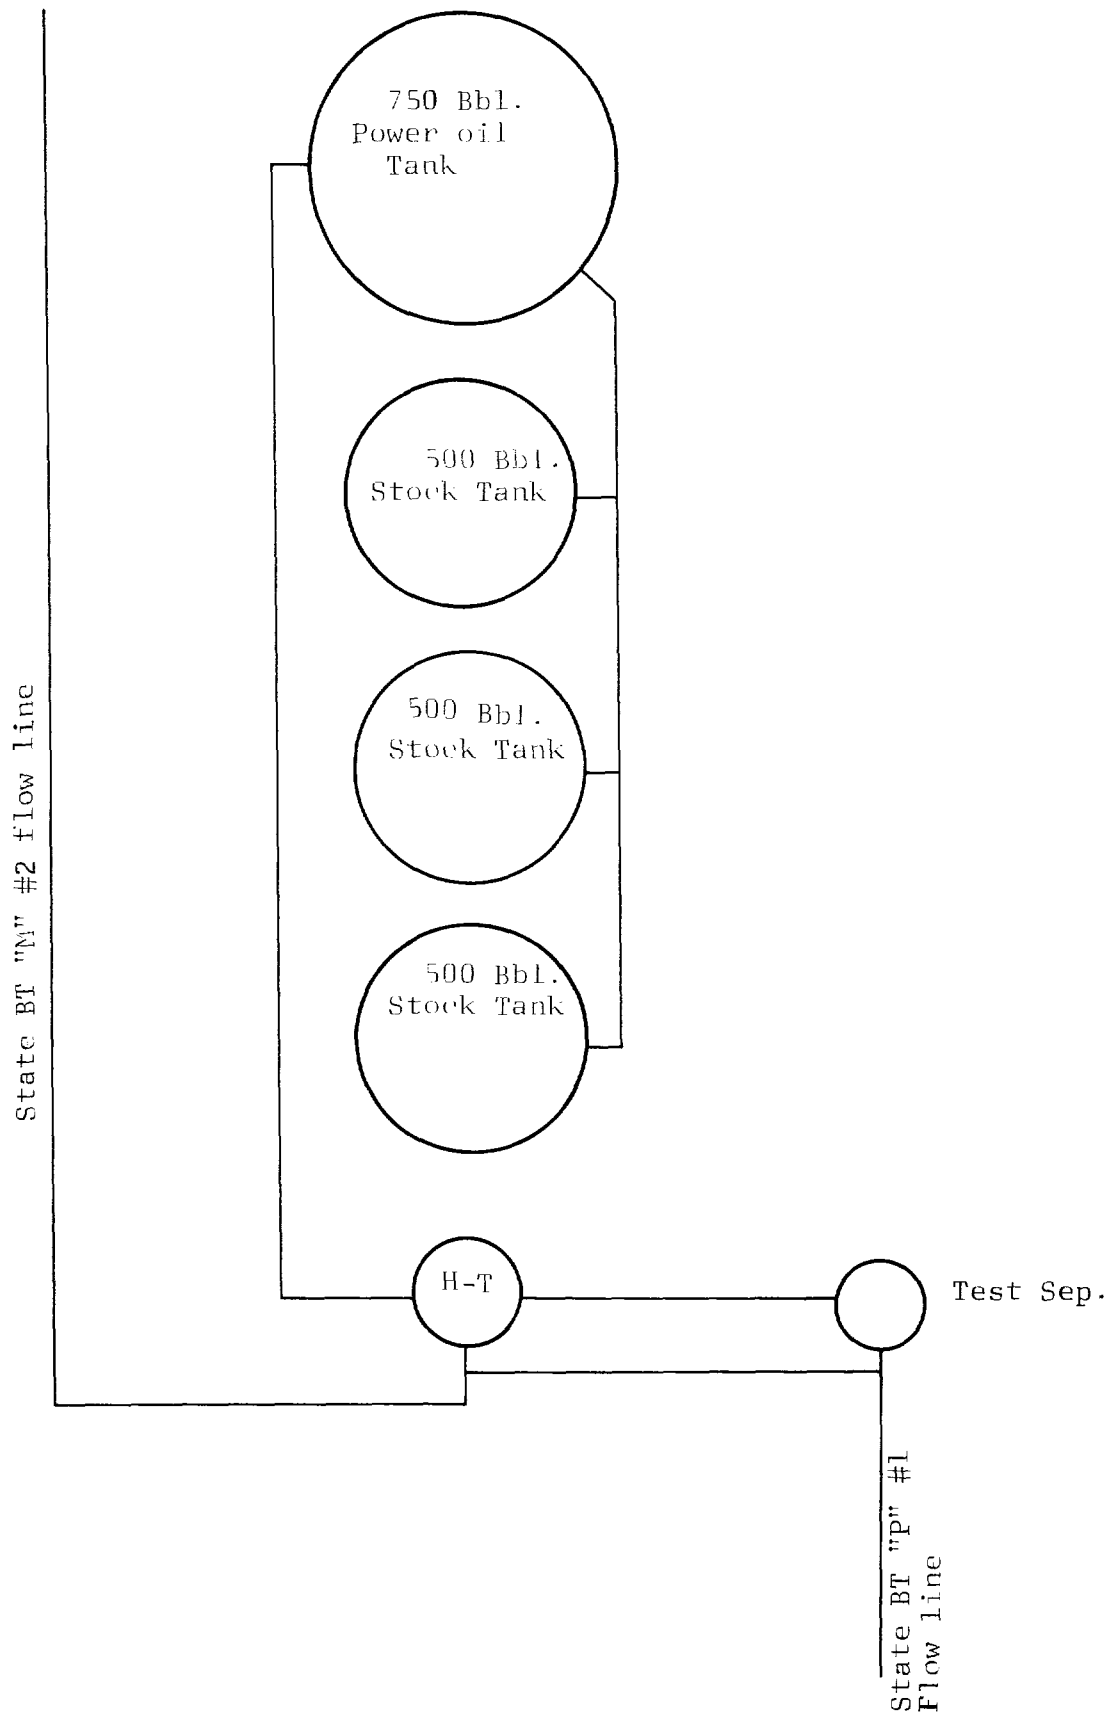 750 Bbl.
Power oil
Tank
500 Bbl.
Stock Tank
500 Bbl.
Stock Tank
500 Bbl.
Stock Tank
State BT "M" #2 flow line
H-T
Test Sep.
State BT "P" #1
Flow line